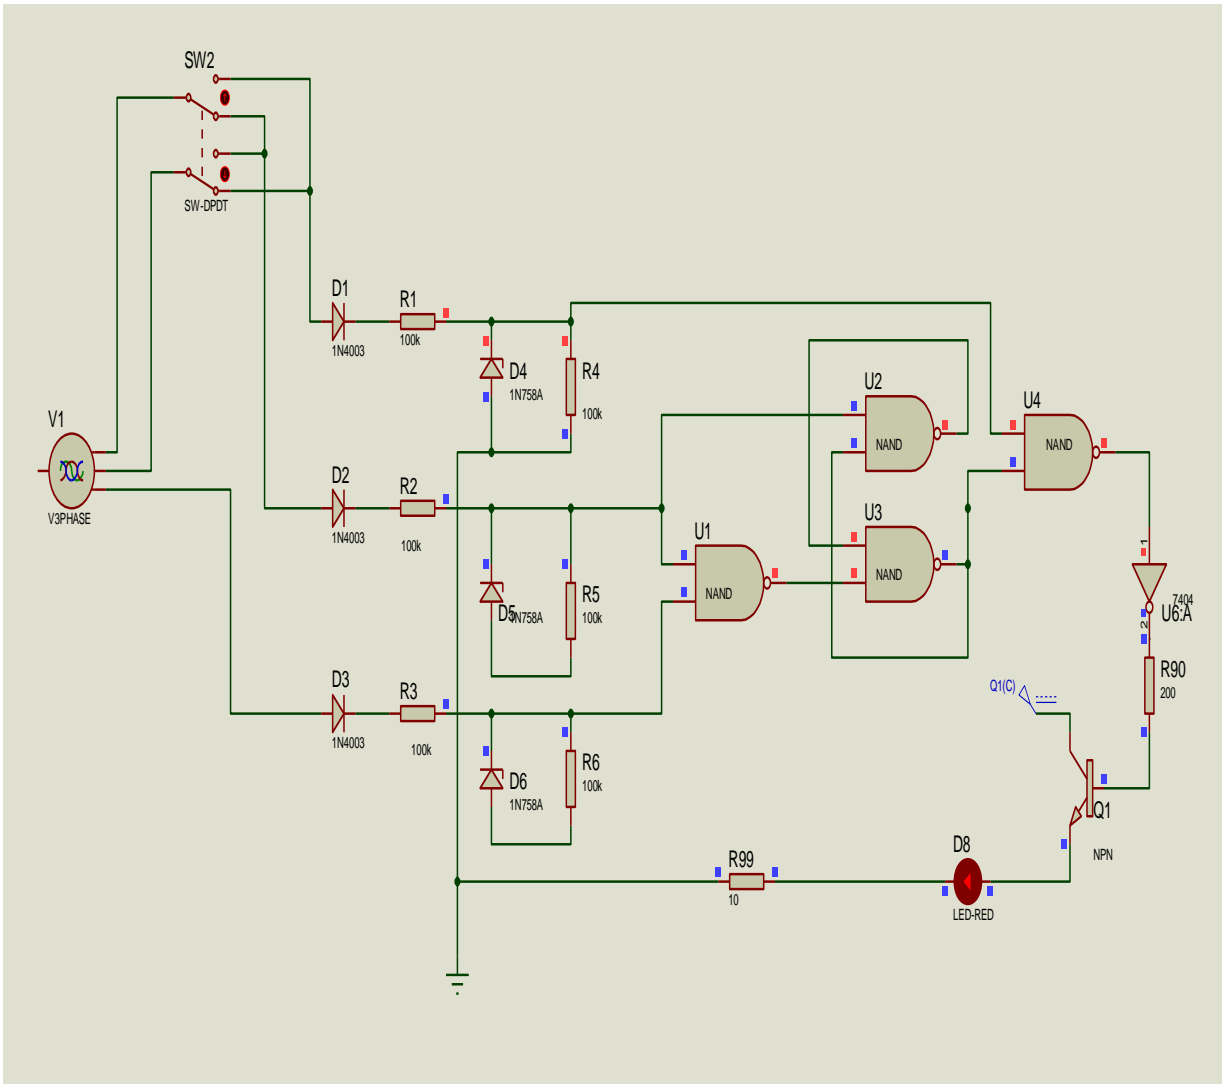 SW2
SW-DPDT
D1
1N4003
R1
100k
D4
1N758A
R4
100k
U2
NAND
U4
NAND
V1
V3PHASE
D2
1N4003
R2
100k
U1
NAND
U3
NAND
D5
1N758A
R5
100k
1
7404
U6:A
2
R90
200
Q1(C)
D3
1N4003
R3
100k
D6
1N758A
R6
100k
Q1
NPN
R99
10
D8
LED-RED